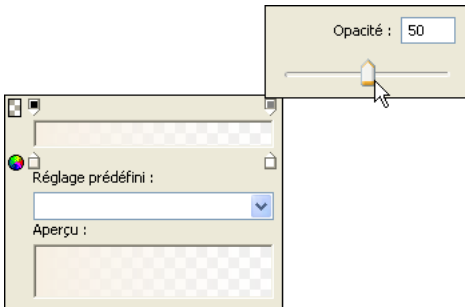 Opacité : 50
Réglage prédéfini :
Aperçu :